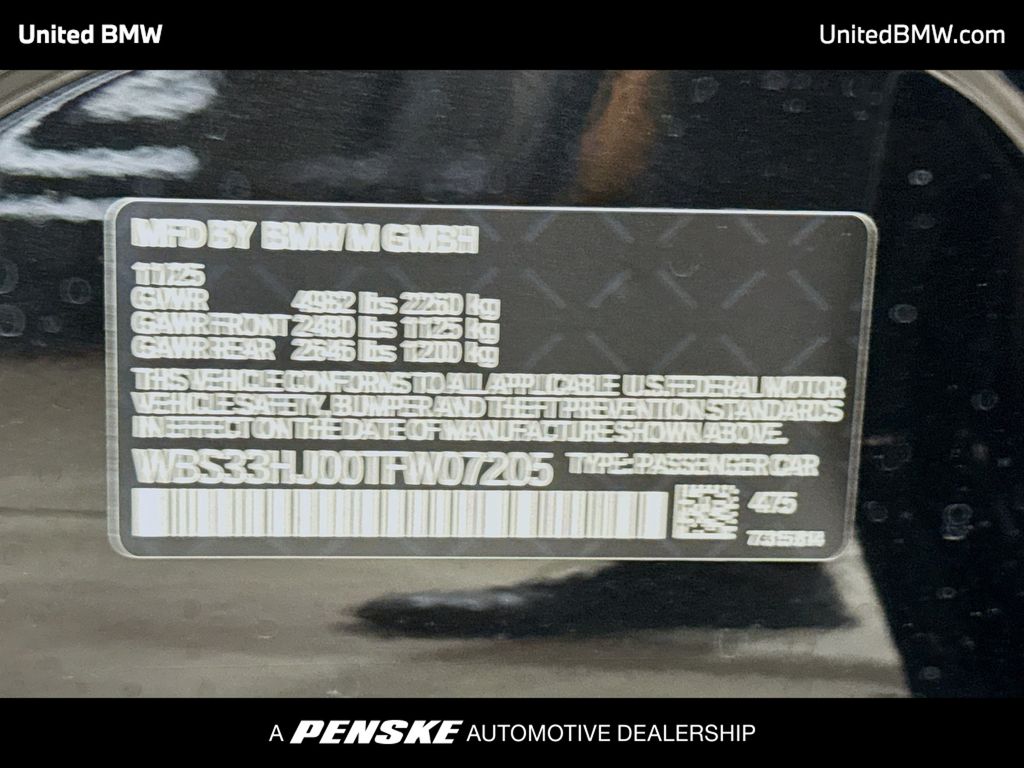 United BMW
UnitedBMW.com
MFD BY BMW M GMBH
11/25
GVWR 4982 lbs 2260 kg
GAWR FRONT 2480 lbs 1125 kg
GAWR REAR 2646 lbs 1200 kg
THIS VEHICLE CONFORMS TO ALL APPLICABLE U.S. FEDERAL MOTOR
VEHICLE SAFETY, BUMPER AND THEFT PREVENTION STANDARDS
IN EFFECT ON THE DATE OF MANUFACTURE SHOWN ABOVE.
WBS33HJ00TFW07205 TYPE: PASSENGER CAR
475
A PENSKE AUTOMOTIVE DEALERSHIP